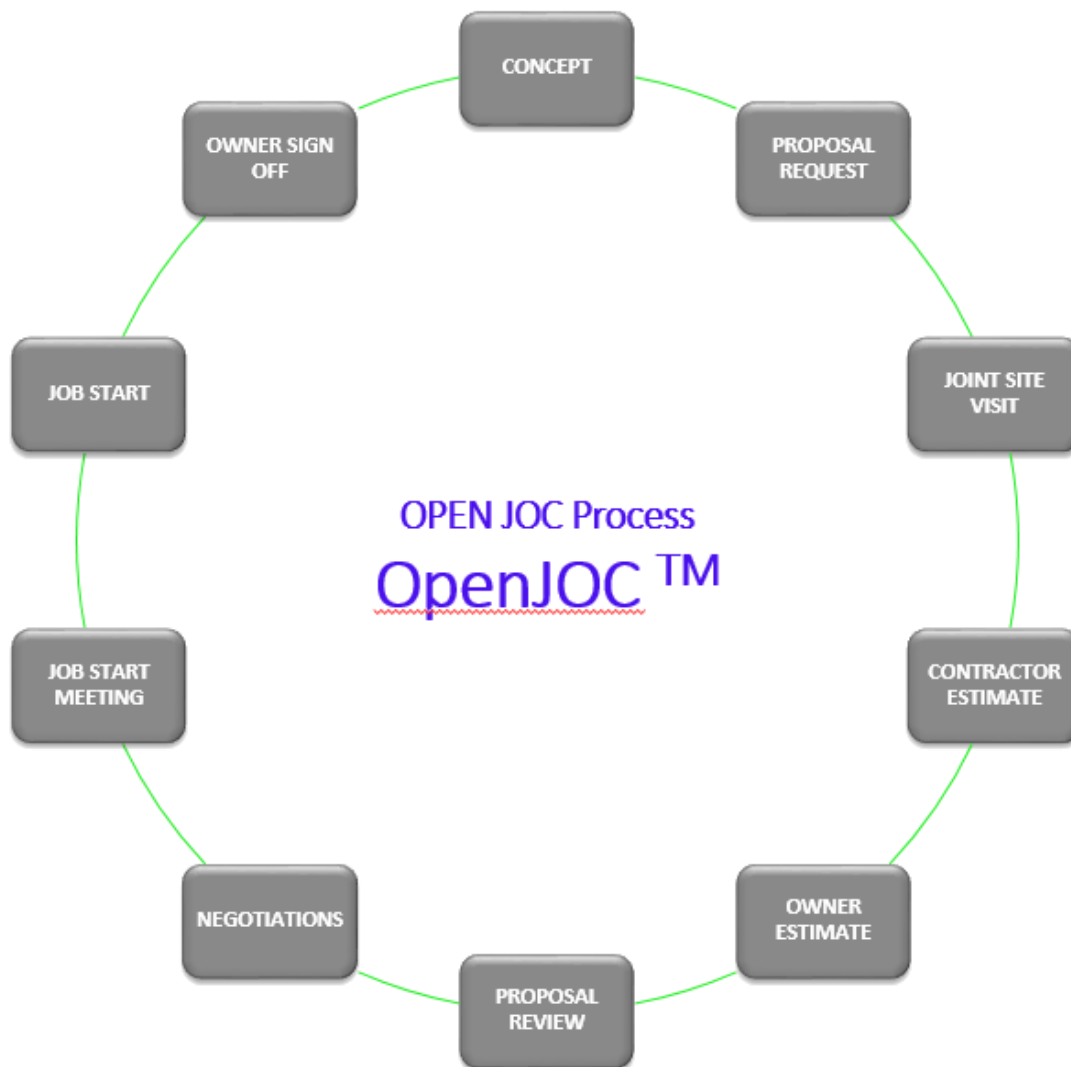 CONCEPT
PROPOSAL
REQUEST
JOINT SITE
VISIT
CONTRACTOR
ESTIMATE
OWNER
ESTIMATE
PROPOSAL
REVIEW
NEGOTIATIONS
JOB START
MEETING
JOB START
OWNER SIGN
OFF
OPEN JOC Process
OpenJOC TM